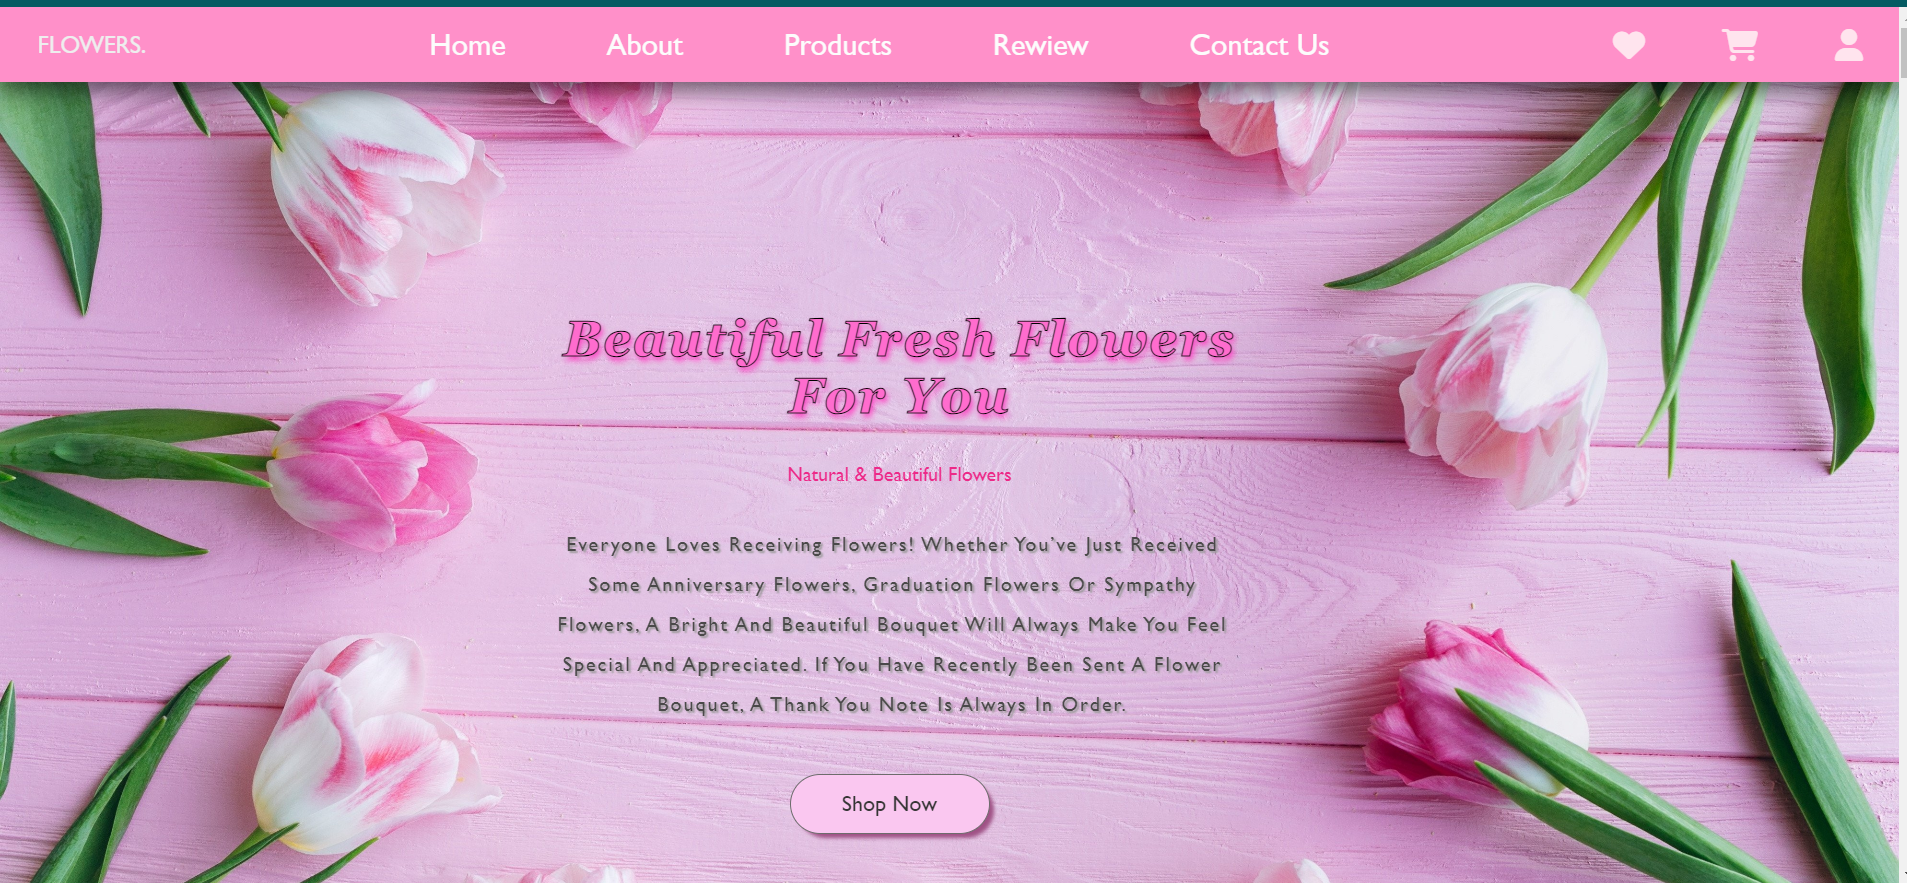 FLOWERS.
Home
About
Products
Rewiew
Contact Us
Beautiful Fresh Flowers
For You
Natural & Beautiful Flowers
Everyone Loves Receiving Flowers! Whether You've Just Received
Some Anniversary Flowers, Graduation Flowers Or Sympathy
Flowers, A Bright And Beautiful Bouquet Will Always Make You Feel
Special And Appreciated. If You Have Recently Been Sent A Flower
Bouquet, A Thank You Note Is Always In Order.
Shop Now